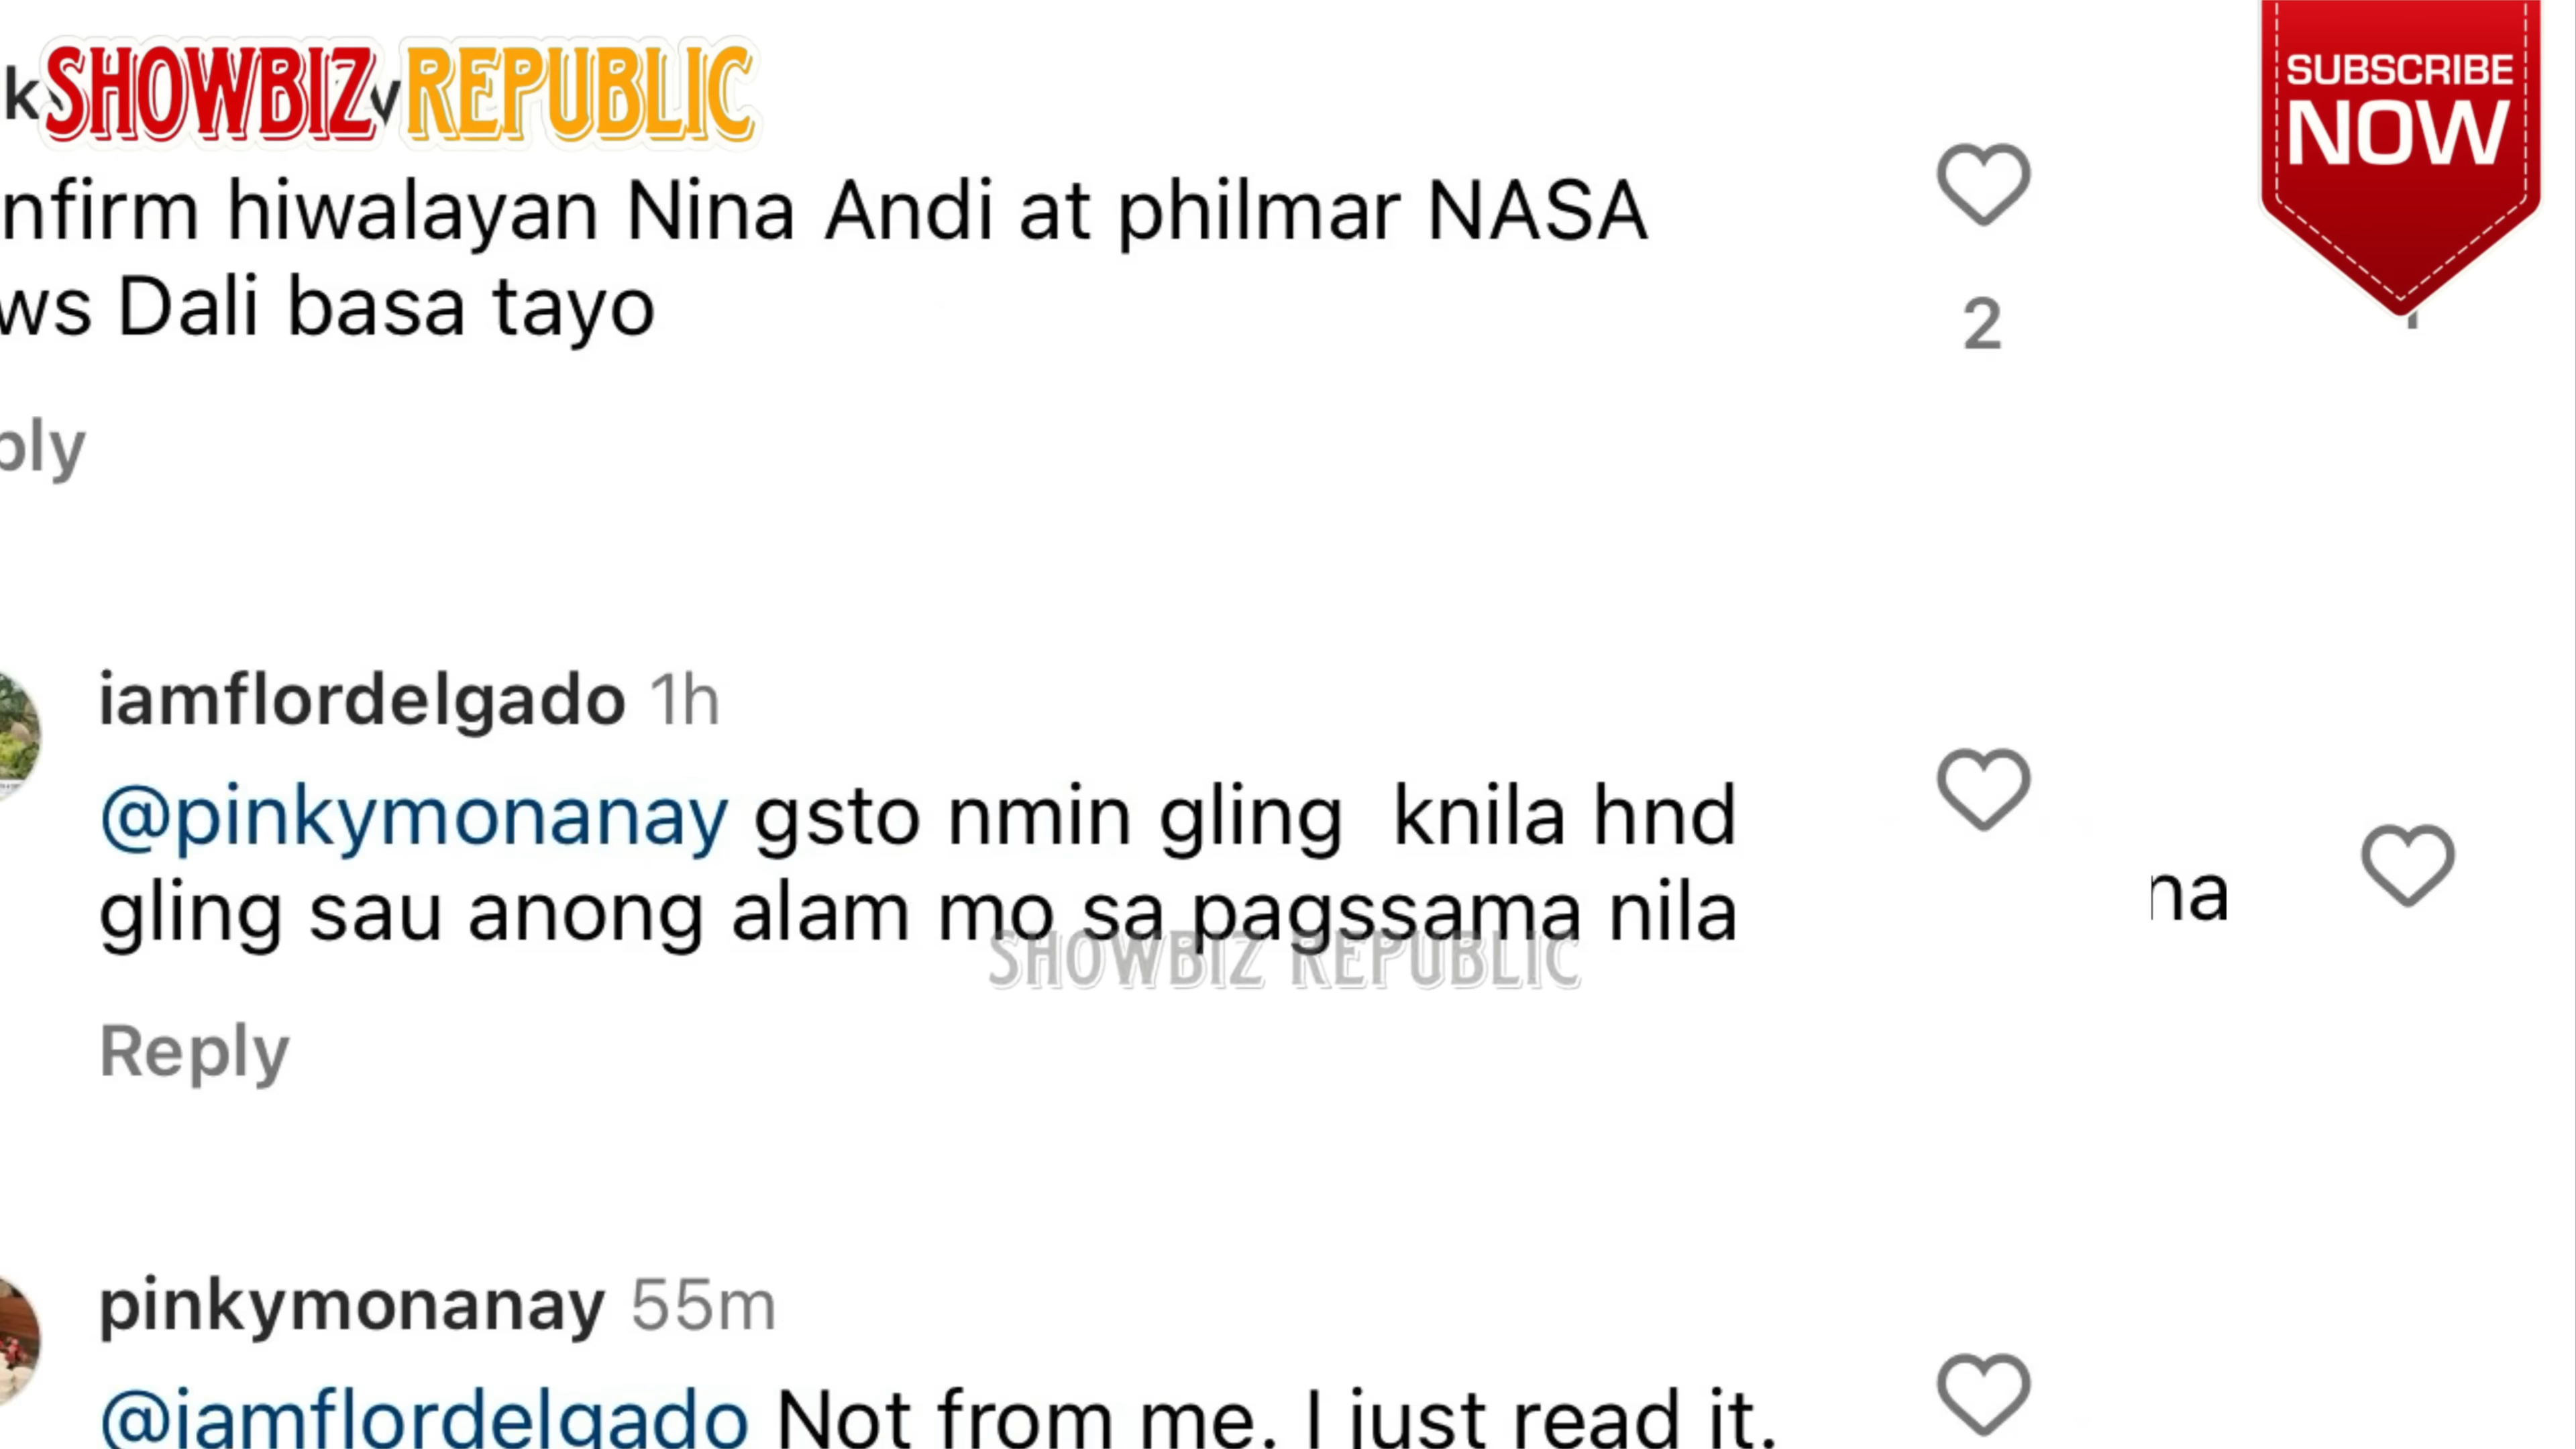 SHOWBIZ REPUBLIC
SUBSCRIBE
NOW
nfirm hiwalayan Nina Andi at philmar NASA
ws Dali basa tayo
2
ply
iamflordelgado 1h
@pinkymonanay gsto nmin gling knila hnd
gling sau anong alam mo sa pagssama nila
na
SHOWBIZ REPUBLIC
Reply
pinkymonanay 55m
@iamflordelgado Not from me. I just read it.